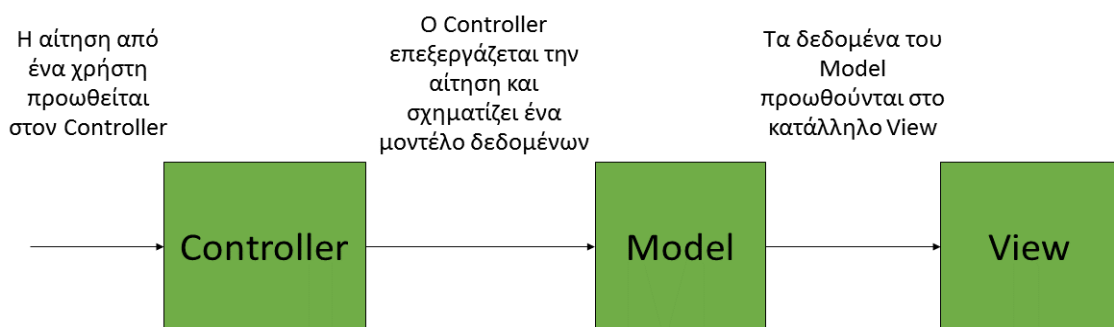 Η αίτηση από
ένα χρήστη
προωθείται
στον Controller
Ο Controller
επεξεργάζεται την
αίτηση και
σχηματίζει ένα
μοντέλο δεδομένων
Τα δεδομένα του
Model
προωθούνται στο
κατάλληλο View
Controller
Model
View